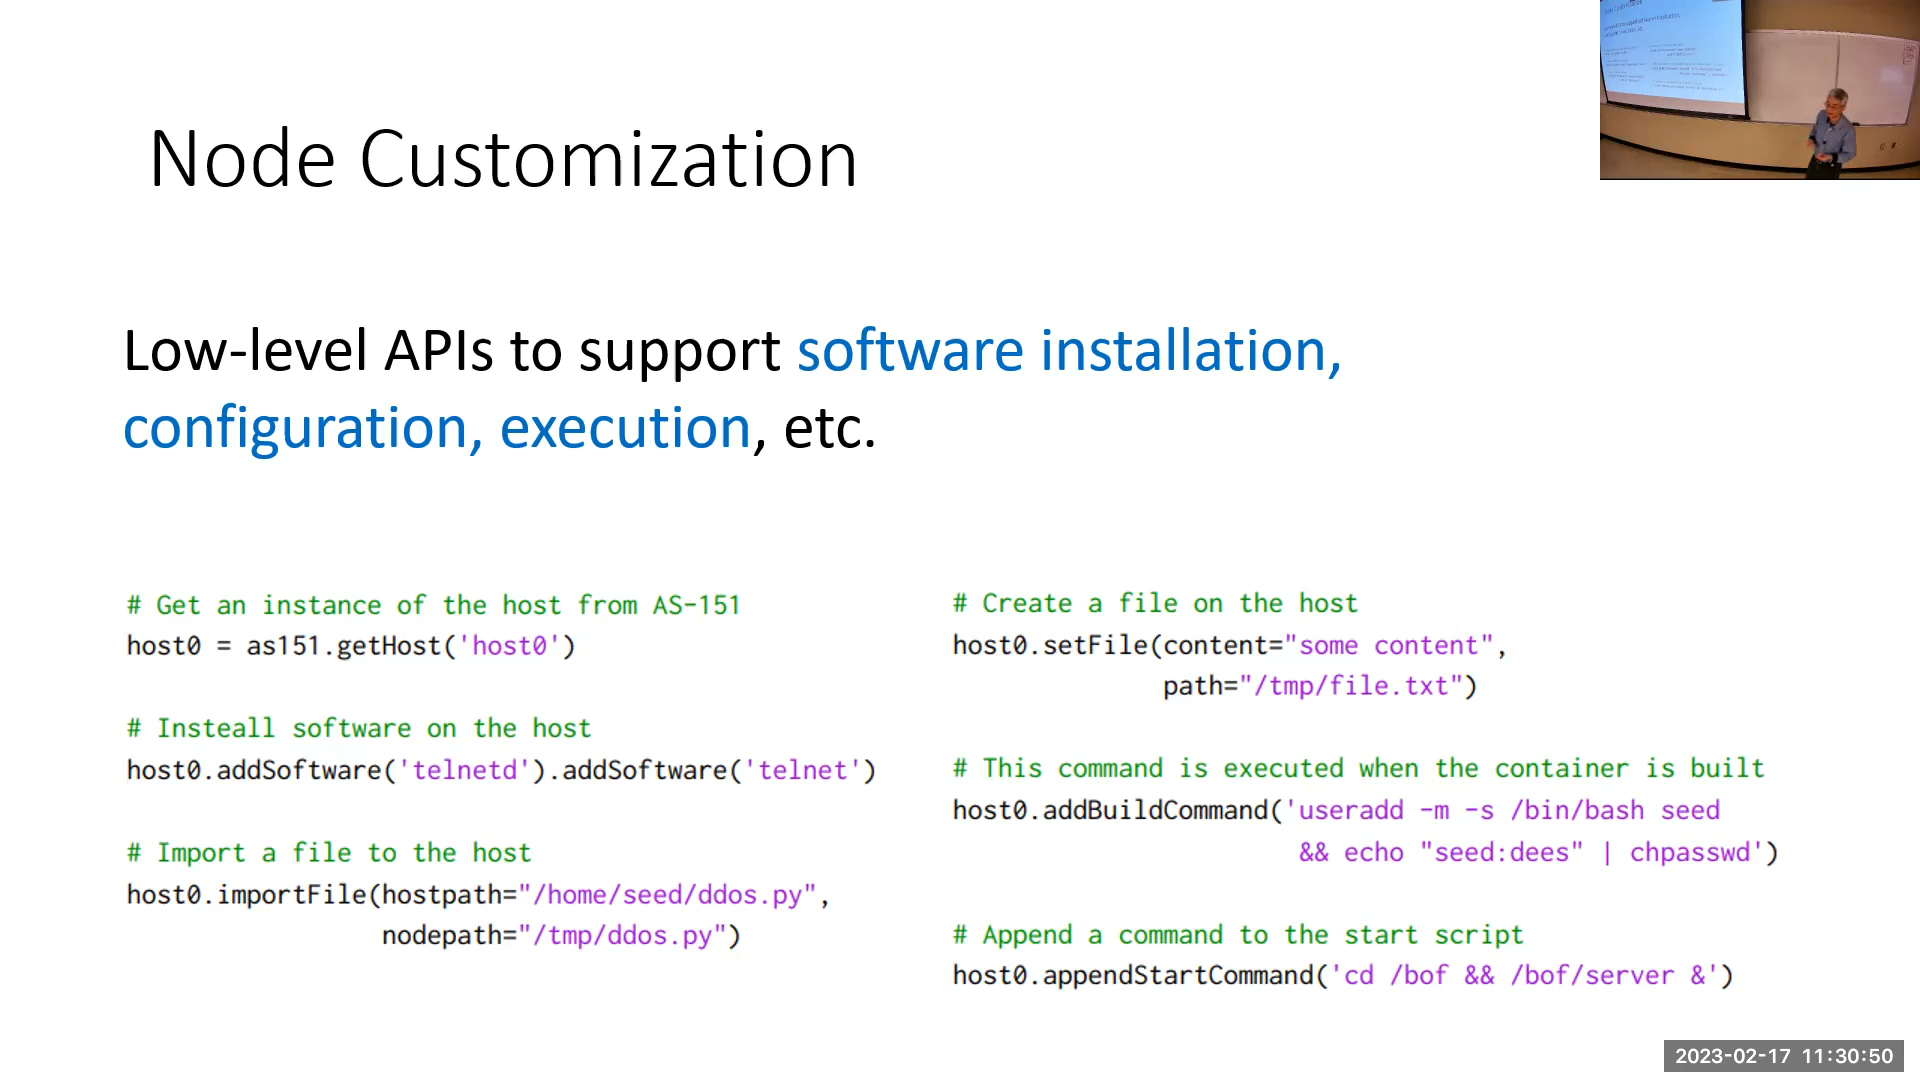 Node Customization
Low-level APIs to support software installation,
configuration, execution, etc.
# Get an instance of the host from AS-151
host0 = as151.getHost('host0')
# Insteall software on the host
host0.addSoftware('telnetd').addSoftware('telnet')
# Import a file to the host
host0.importFile(hostpath="/home/seed/ddos.py",
nodepath="/tmp/ddos.py")
# Create a file on the host
host0.setFile(content="some content",
path="/tmp/file.txt")
# This command is executed when the container is built
host0.addBuildCommand('useradd -m -s /bin/bash seed
&& echo "seed:dees" | chpasswd')
# Append a command to the start script
host0.appendStartCommand('cd /bof && /bof/server &')
2023-02-17 11:30:50